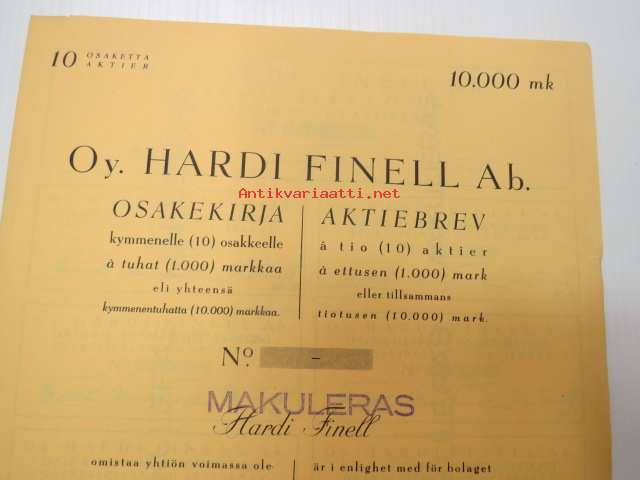 10 OSAKETTA
AKTIER
10.000 mk
Oy. HARDI FINELL Ab.
Antikvariaatti.net
OSAKEKIRJA
kymmenelle (10) osakkeelle
à tuhat (1.000) markkaa
eli yhteensä
kymmenentuhatta (10.000) markkaa.
AKTIEBREV
à tio (10) aktier
à ettusen (1.000) mark
eller tillsammans
tiotusen (10.000) mark.
No. -
MAKULERAS
Hardi Finell
omistaa yhtiön voimassa ole-
är i enlighet med för bolaget